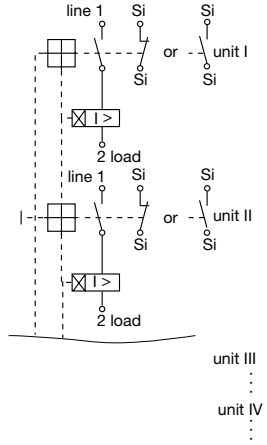 line 1 Si Si
or unit I
Si Si
I >
2 load
line 1 Si Si
or unit II
Si Si
I >
2 load
unit III
unit IV